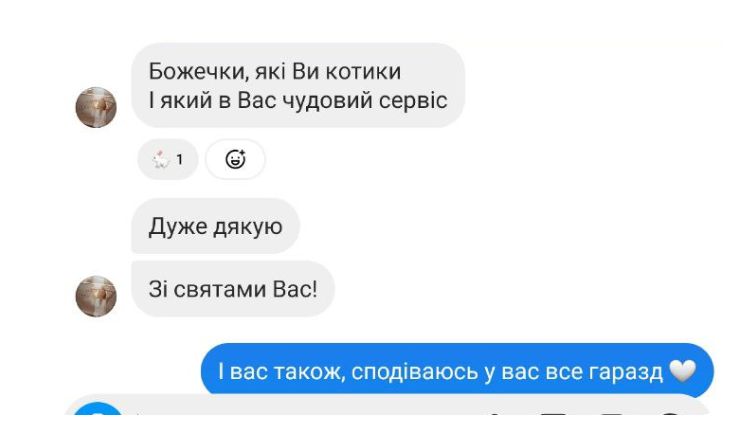 Божечки, які Ви котики
І який в Вас чудовий сервіс
1
Дуже дякую
Зі святами Вас!
І вас також, сподіваюсь у вас все гаразд 🤍